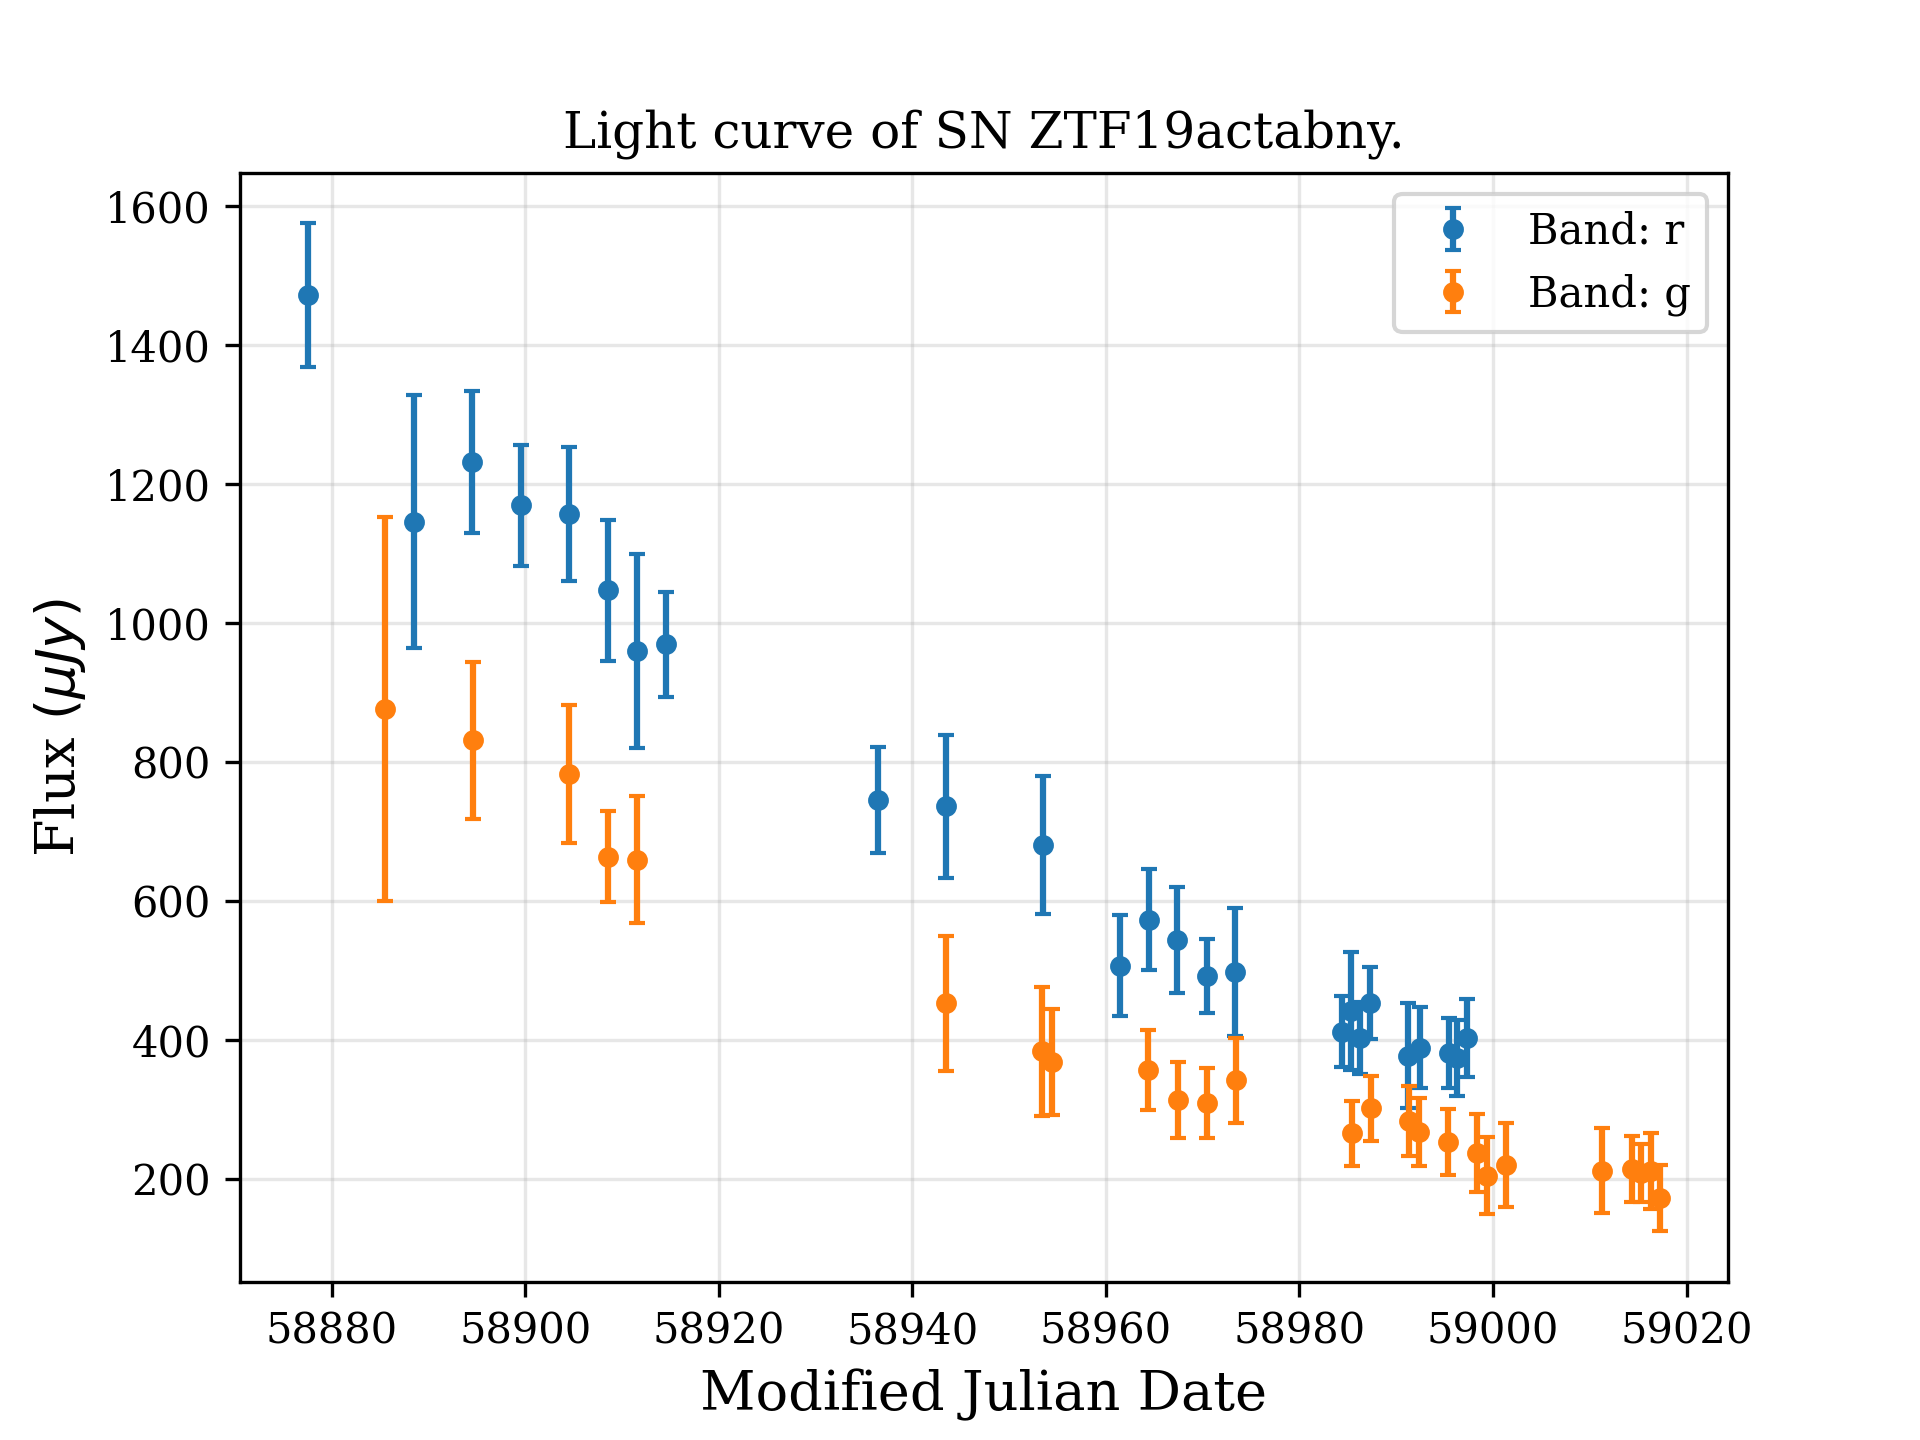 Light curve of SN ZTF19actabny.
1600
1400
1200
1000
800
600
400
200
Flux (μJy)
Band: r
Band: g
58880 58900 58920 58940 58960 58980 59000 59020
Modified Julian Date